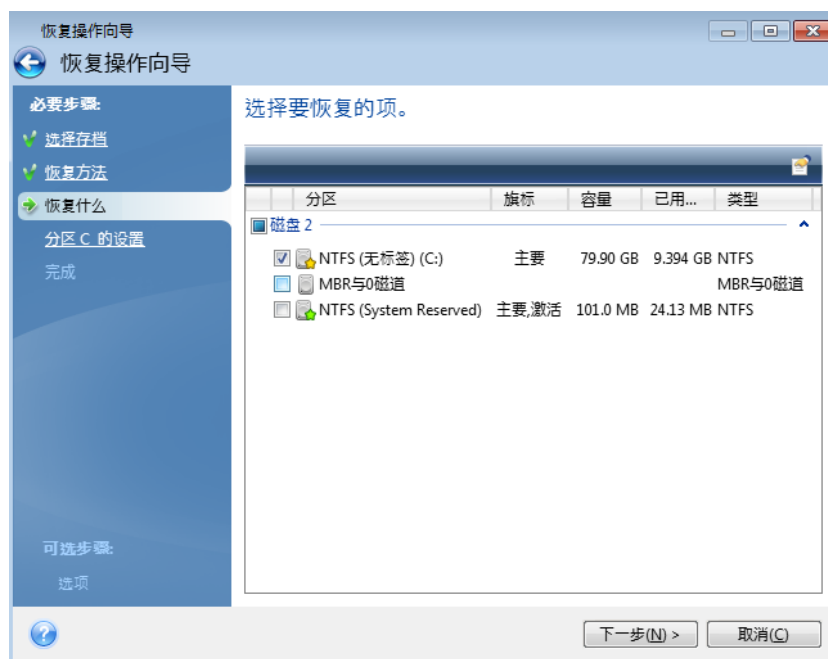 恢复操作向导
恢复操作向导
必要步骤:
选择存档
恢复方法
恢复什么
分区 C 的设置
完成
可选步骤:
选项
选择要恢复的项。
分区 旗标 容量 已用... 类型
磁盘 2
NTFS (无标签) (C:) 主要 79.90 GB 9.394 GB NTFS
MBR与0磁道 MBR与0磁道
NTFS (System Reserved) 主要,激活 101.0 MB 24.13 MB NTFS
下一步(N) > 取消(C)